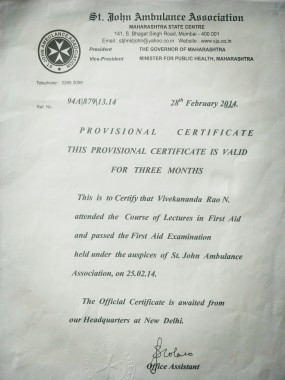 St. John Ambulance Association
MAHARASHTRA STATE CENTRE
141, S. Bhagat Singh Road, Mumbai - 400 001
President THE GOVERNOR OF MAHARASHTRA
Vice-President MINISTER FOR PUBLIC HEALTH, MAHARASHTRA
Telephone:
Ref. No. 94A\879\13.14 28th February 2014.
PROVISIONAL CERTIFICATE
THIS PROVISIONAL CERTIFICATE IS VALID
FOR THREE MONTHS
This is to Certify that Vivekananda Rao N.
attended the Course of Lectures in First Aid
and passed the First Aid Examination
held under the auspices of St. John Ambulance
Association, on 25.02.14.
The Official Certificate is awaited from
our Headquarters at New Delhi.
Office Assistant